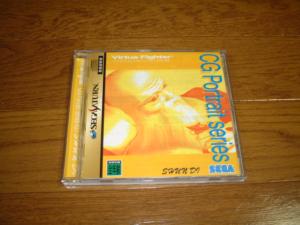 Virtua Fighter
CG Portrait series
SEGA SATURN
SHUN DI
SEGA